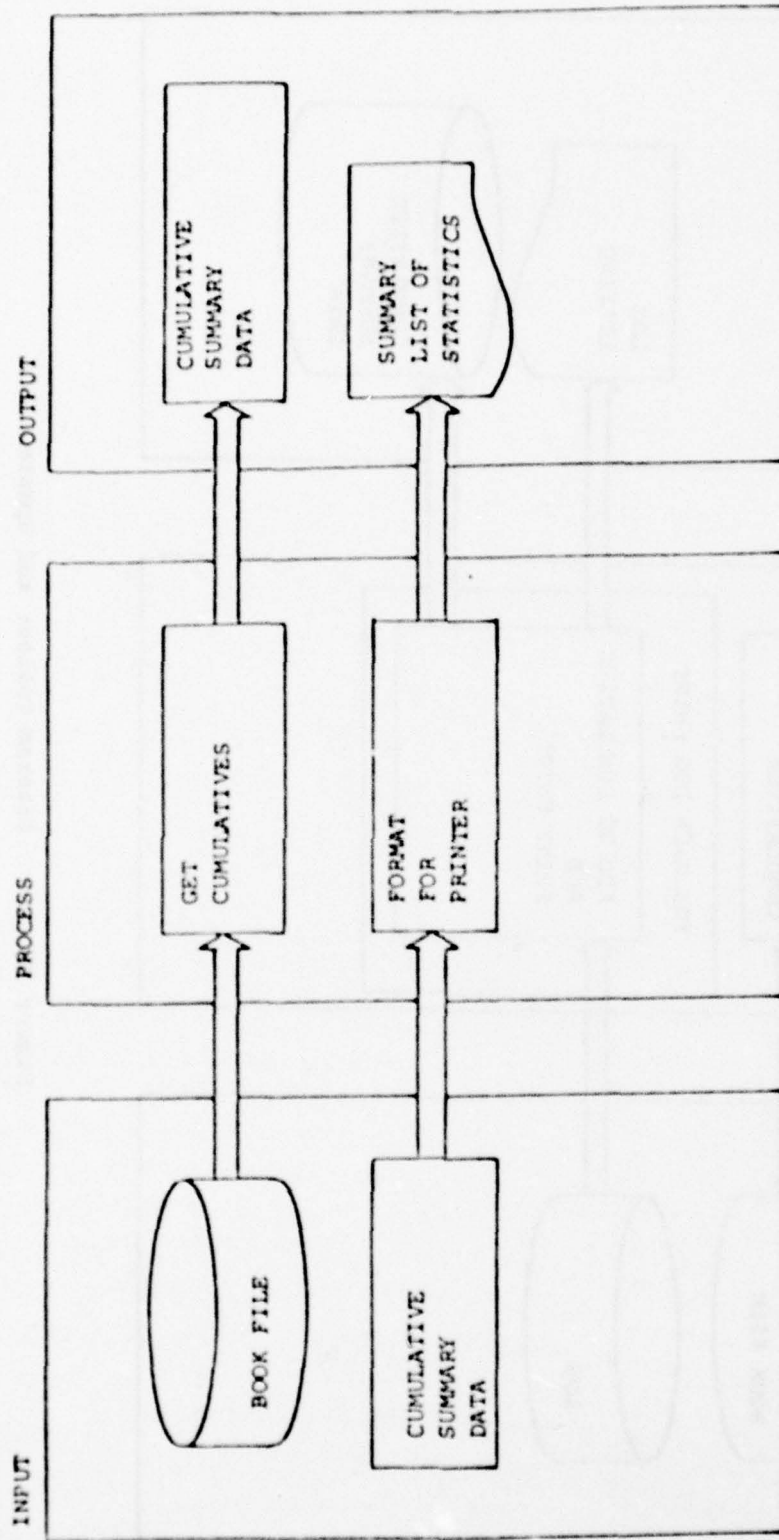 INPUT
PROCESS
OUTPUT
BOOK FILE
GET
CUMULATIVES
CUMULATIVE
SUMMARY
DATA
CUMULATIVE
SUMMARY
DATA
FORMAT
FOR
PRINTER
SUMMARY
LIST OF
STATISTICS